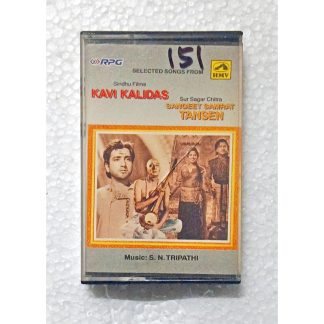 151
RPG
SELECTED SONGS FROM
HMV
Sindhu Films
KAVI KALIDAS
Sur Sagar Chitra
SANGEET SAMRAT
TANSEN
Music: S. N. TRIPATHI